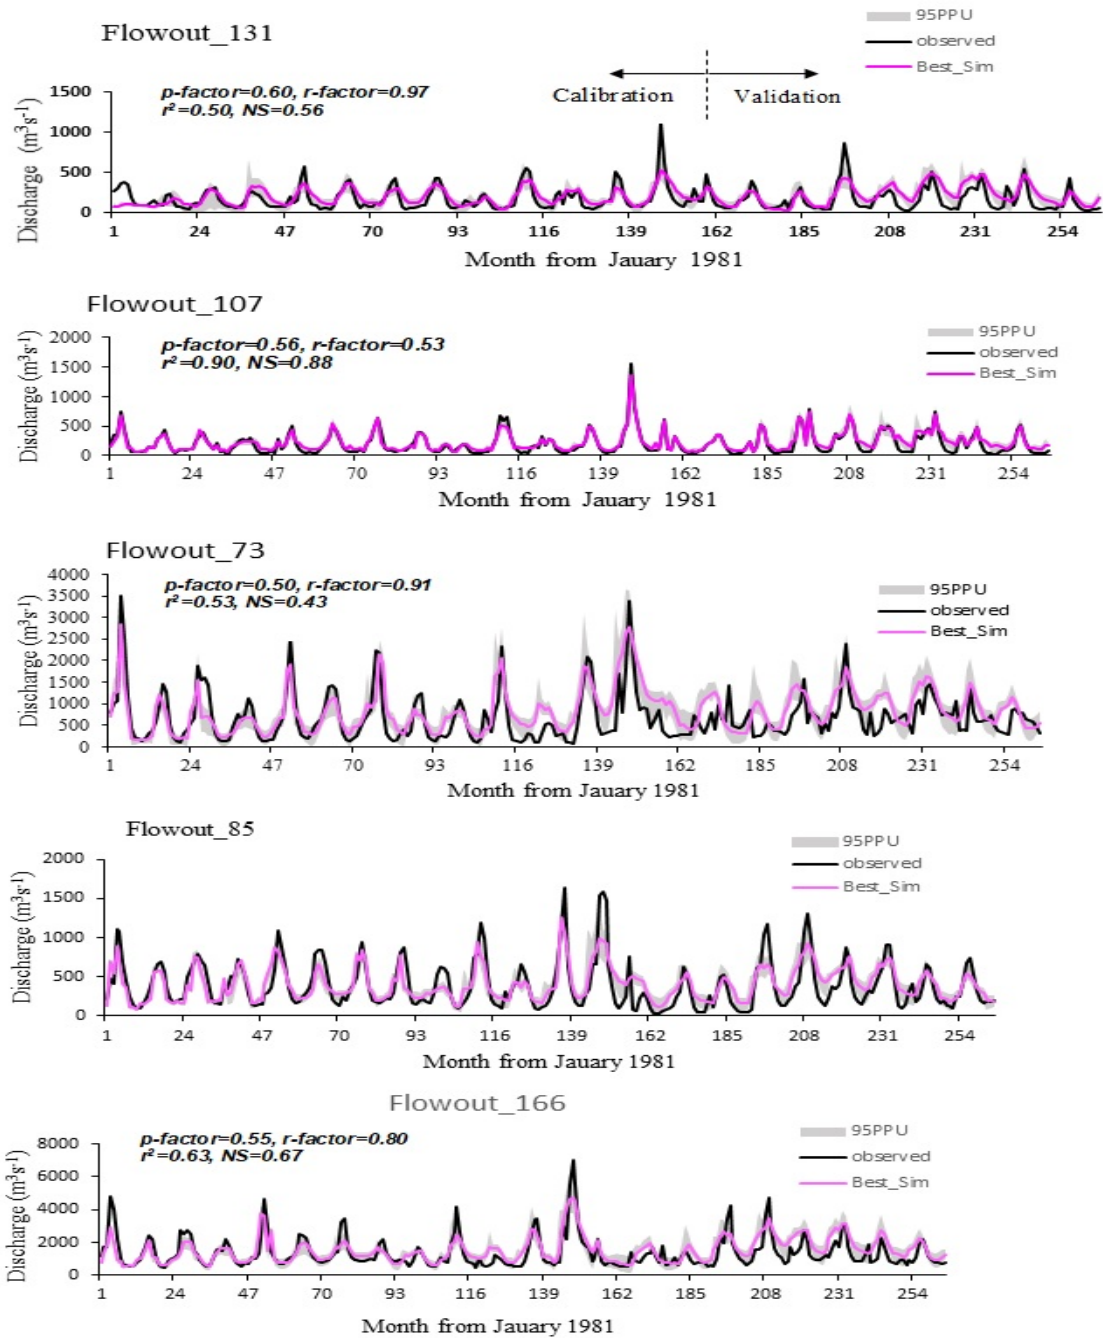 Flowout_131
95PPU
observed
Best_Sim
p-factor=0.60, r-factor=0.97
r²=0.50, NS=0.56
Calibration
Validation
Discharge (m³s⁻¹)
1500
1000
500
0
1 24 47 70 93 116 139 162 185 208 231 254
Month from Jauary 1981
Flowout_107
95PPU
observed
Best_Sim
p-factor=0.56, r-factor=0.53
r²=0.90, NS=0.88
Discharge (m³s⁻¹)
2000
1500
1000
500
0
1 24 47 70 93 116 139 162 185 208 231 254
Month from Jauary 1981
Flowout_73
95PPU
observed
Best_Sim
p-factor=0.50, r-factor=0.91
r²=0.53, NS=0.43
Discharge (m³s⁻¹)
4000
3500
3000
2500
2000
1500
1000
500
0
1 24 47 70 93 116 139 162 185 208 231 254
Month from Jauary 1981
Flowout_85
95PPU
observed
Best_Sim
Discharge (m³s⁻¹)
2000
1500
1000
500
0
1 24 47 70 93 116 139 162 185 208 231 254
Month from Jauary 1981
Flowout_166
95PPU
observed
Best_Sim
p-factor=0.55, r-factor=0.80
r²=0.63, NS=0.67
Discharge (m³s⁻¹)
8000
6000
4000
2000
0
1 24 47 70 93 116 139 162 185 208 231 254
Month from Jauary 1981